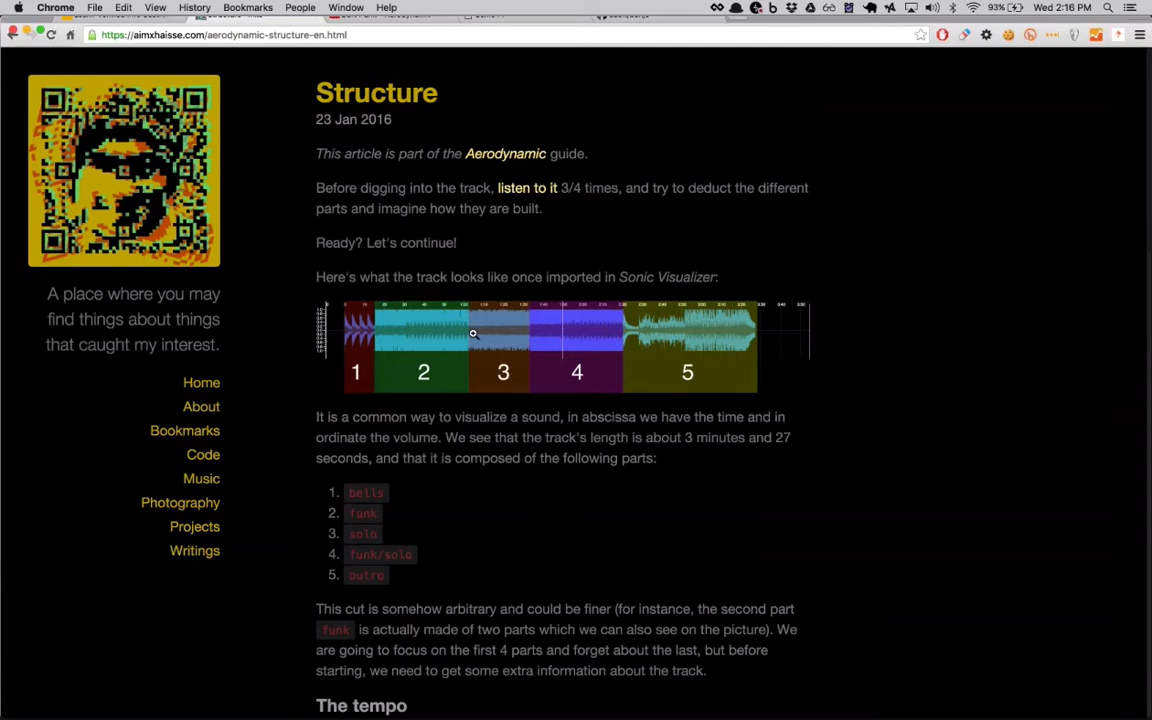 Chrome File Edit View History Bookmarks People Window Help 93% Wed 2:16 PM
https://aimxhaisse.com/aerodynamic-structure-en.html
Structure
23 Jan 2016
This article is part of the Aerodynamic guide.
Before digging into the track, listen to it 3/4 times, and try to deduct the different
parts and imagine how they are built.
Ready? Let's continue!
Here's what the track looks like once imported in Sonic Visualizer:
1 2 3 4 5
It is a common way to visualize a sound, in abscissa we have the time and in
ordinate the volume. We see that the track's length is about 3 minutes and 27
seconds, and that it is composed of the following parts:
1. bells
2. funk
3. solo
4. funk/solo
5. outro
This cut is somehow arbitrary and could be finer (for instance, the second part
funk is actually made of two parts which we can also see on the picture). We
are going to focus on the first 4 parts and forget about the last, but before
starting, we need to get some extra information about the track.
The tempo
A place where you may
find things about things
that caught my interest.
Home
About
Bookmarks
Code
Music
Photography
Projects
Writings